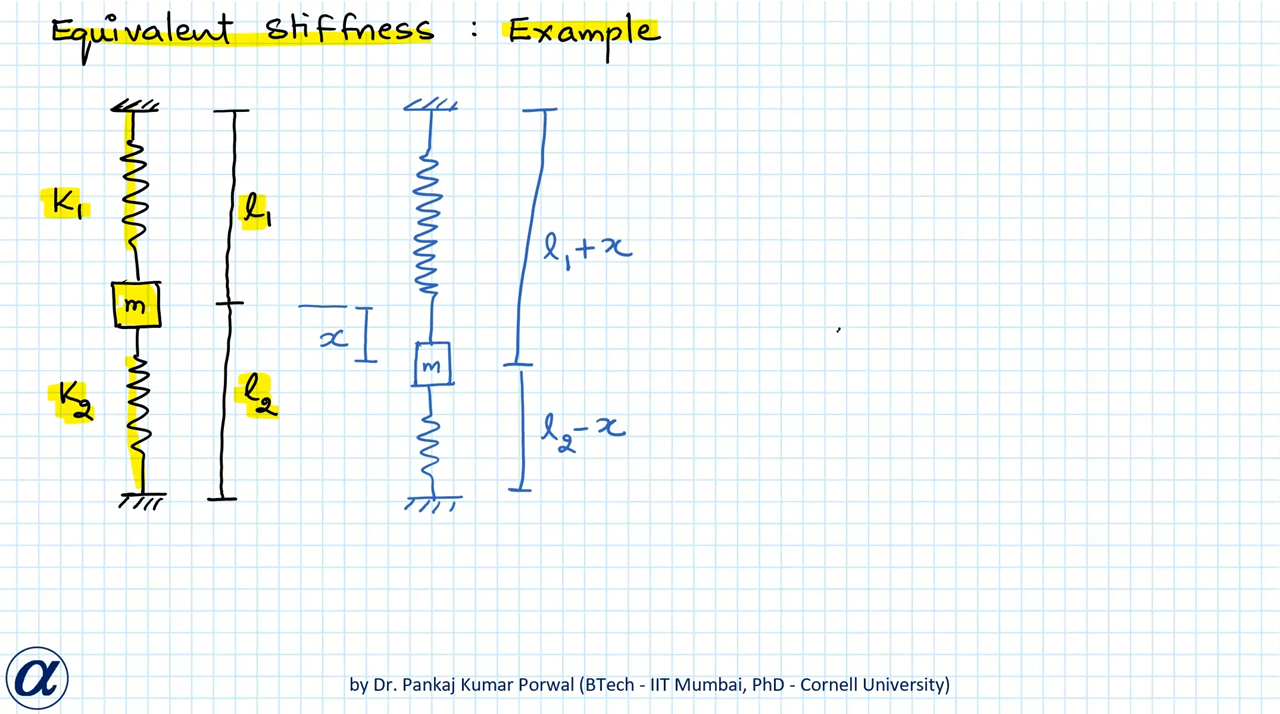 Equivalent Stiffness : Example
K₁
l₁
m
K₂
l₂
x
l₁+x
m
l₂-x
α
by Dr. Pankaj Kumar Porwal (BTech - IIT Mumbai, PhD - Cornell University)